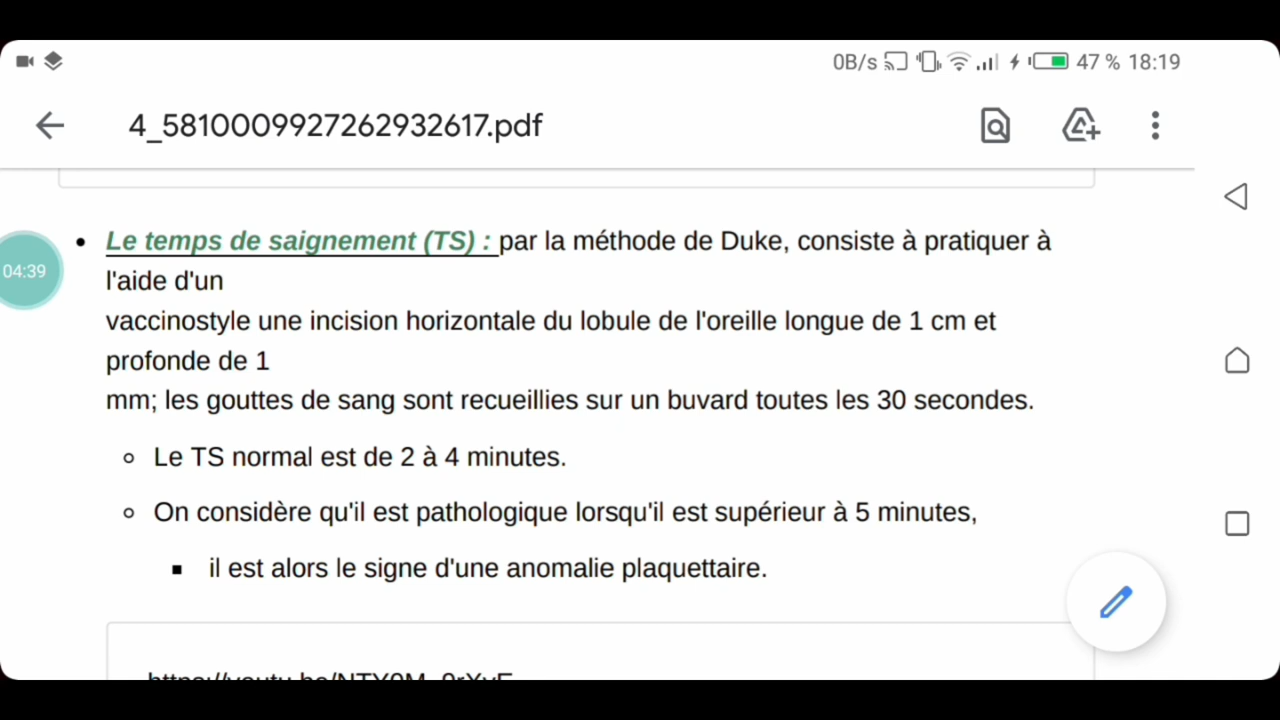 0B/s 47 % 18:19
4_5810009927262932617.pdf
Le temps de saignement (TS) : par la méthode de Duke, consiste à pratiquer à
l'aide d'un
04:39
vaccinostyle une incision horizontale du lobule de l'oreille longue de 1 cm et
profonde de 1
mm; les gouttes de sang sont recueillies sur un buvard toutes les 30 secondes.
Le TS normal est de 2 à 4 minutes.
On considère qu'il est pathologique lorsqu'il est supérieur à 5 minutes,
il est alors le signe d'une anomalie plaquettaire.